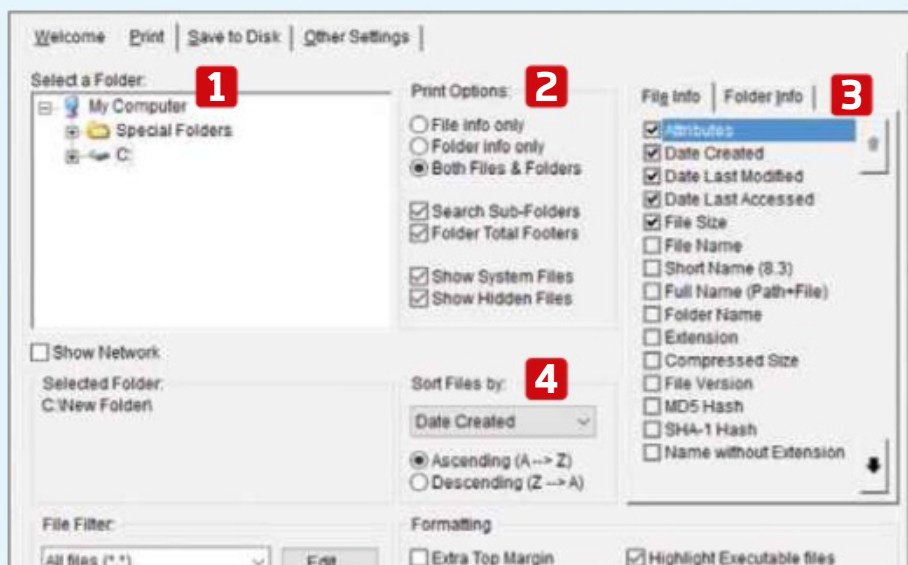 Welcome Print Save to Disk Other Settings
Select a Folder:
1
My Computer
Special Folders
C:
Show Network
Selected Folder:
C:\New Folder\
File Filter:
All files (*.*)
Edit...
Print Options:
2
File info only
Folder info only
Both Files & Folders
Search Sub-Folders
Folder Total Footers
Show System Files
Show Hidden Files
Sort Files by:
4
Date Created
Ascending (A--> Z)
Descending (Z --> A)
Formatting
Extra Top Margin
Highlight Executable files
File Info Folder Info
3
Attributes
Date Created
Date Last Modified
Date Last Accessed
File Size
File Name
Short Name (8.3)
Full Name (Path+File)
Folder Name
Extension
Compressed Size
File Version
MD5 Hash
SHA-1 Hash
Name without Extension